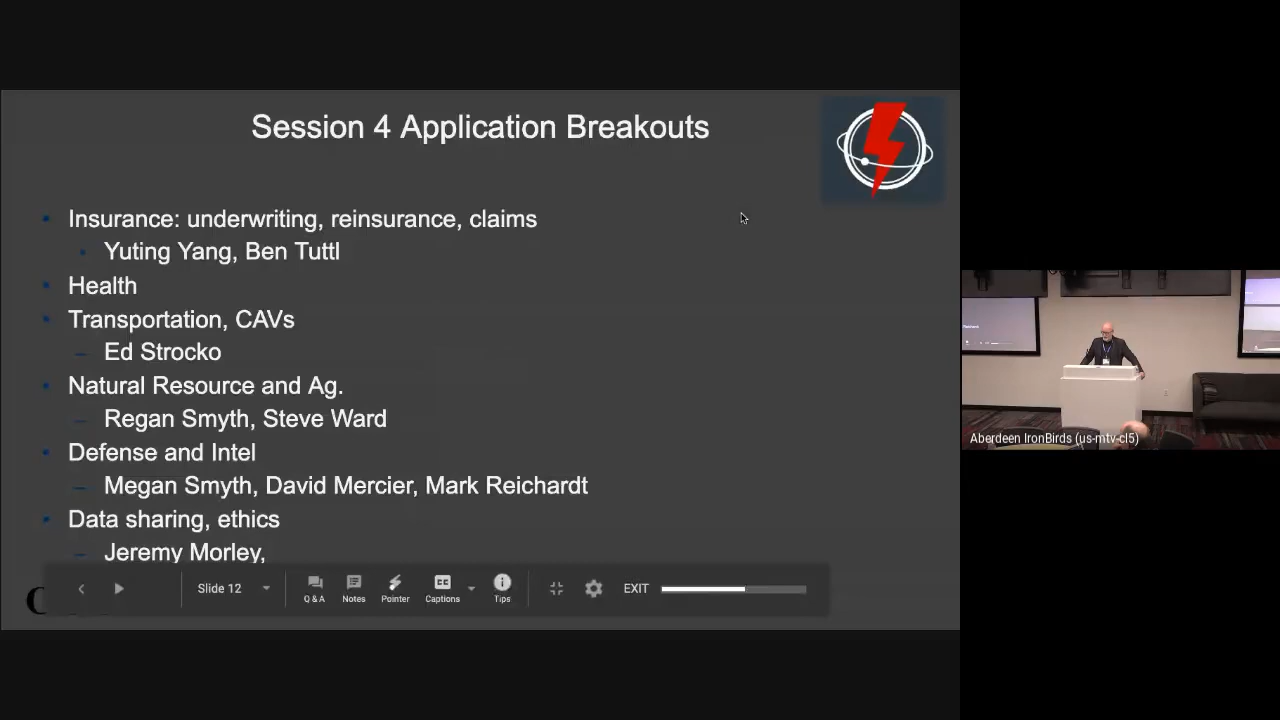 Session 4 Application Breakouts
Insurance: underwriting, reinsurance, claims
Yuting Yang, Ben Tuttl
Health
Transportation, CAVs
Ed Strocko
Natural Resource and Ag.
Regan Smyth, Steve Ward
Defense and Intel
Megan Smyth, David Mercier, Mark Reichardt
Data sharing, ethics
Jeremy Morley,
Slide 12
Q & A
Notes
Pointer
Captions
Tips
EXIT
Aberdeen IronBirds (us-mtv-cl5)